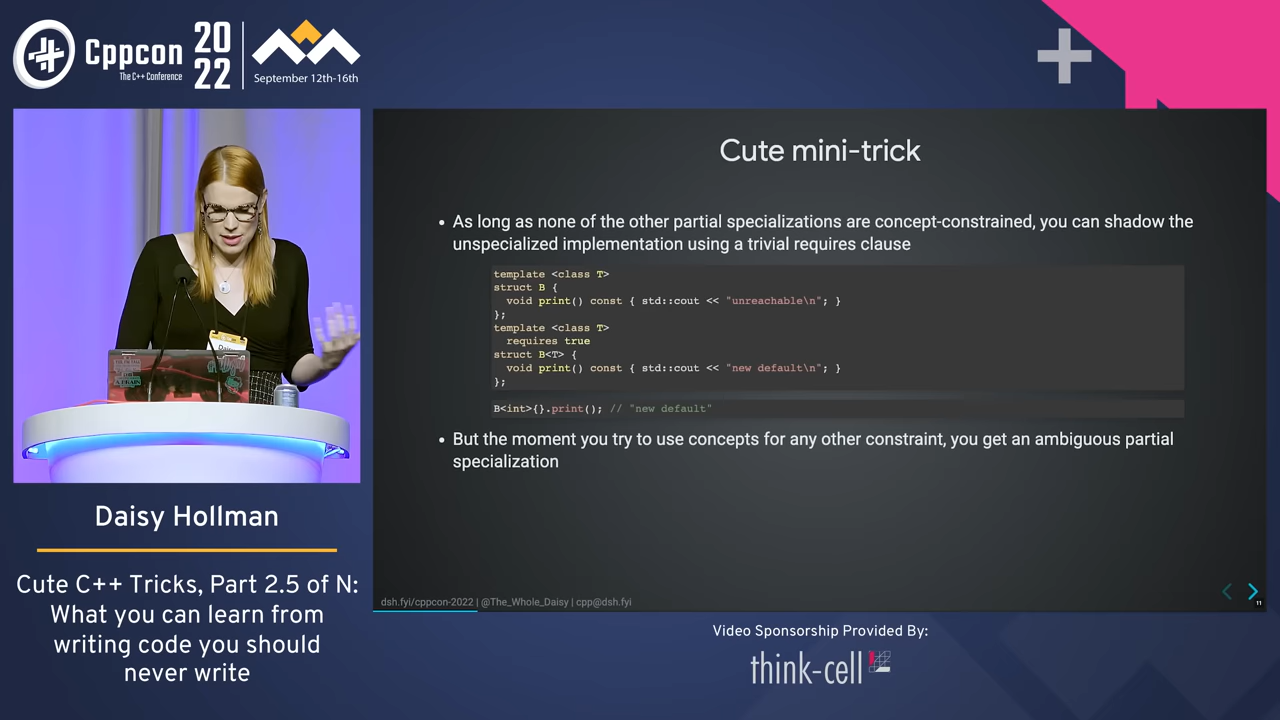 Cppcon
The C++ Conference
20
22
September 12th-16th
Cute mini-trick
• As long as none of the other partial specializations are concept-constrained, you can shadow the
unspecialized implementation using a trivial requires clause
template <class T>
struct B {
  void print() const { std::cout << "unreachable\n"; }
};
template <class T>
  requires true
struct B<T> {
  void print() const { std::cout << "new default\n"; }
};
B<int>{}.print(); // "new default"
• But the moment you try to use concepts for any other constraint, you get an ambiguous partial
specialization
dsh.fyi/cppcon-2022 | @The_Whole_Daisy | cpp@dsh.fyi
11
Daisy Hollman
Cute C++ Tricks, Part 2.5 of N:
What you can learn from
writing code you should
never write
Video Sponsorship Provided By:
think-cell